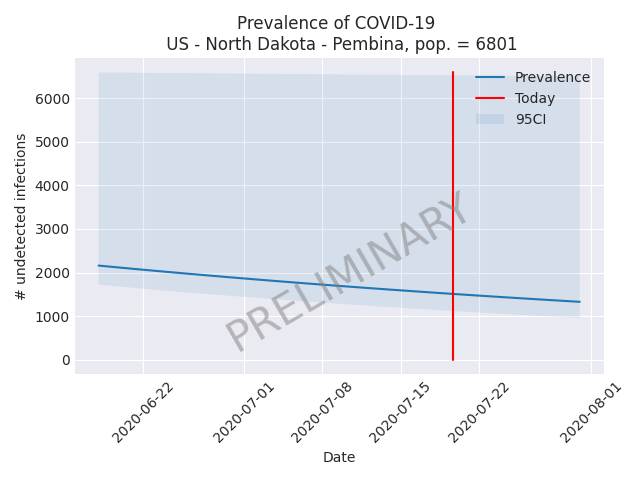 Prevalence of COVID-19
US - North Dakota - Pembina, pop. = 6801
Prevalence
Today
95CI
# undetected infections
6000
5000
4000
3000
2000
1000
0
PRELIMINARY
2020-06-22
2020-07-01
2020-07-08
2020-07-15
2020-07-22
2020-08-01
Date